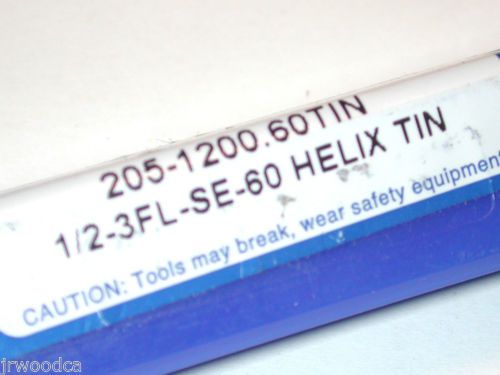 205-1200.60TIN
1/2-3FL-SE-60 HELIX TIN
CAUTION: Tools may break, wear safety equipment
jrwoodca